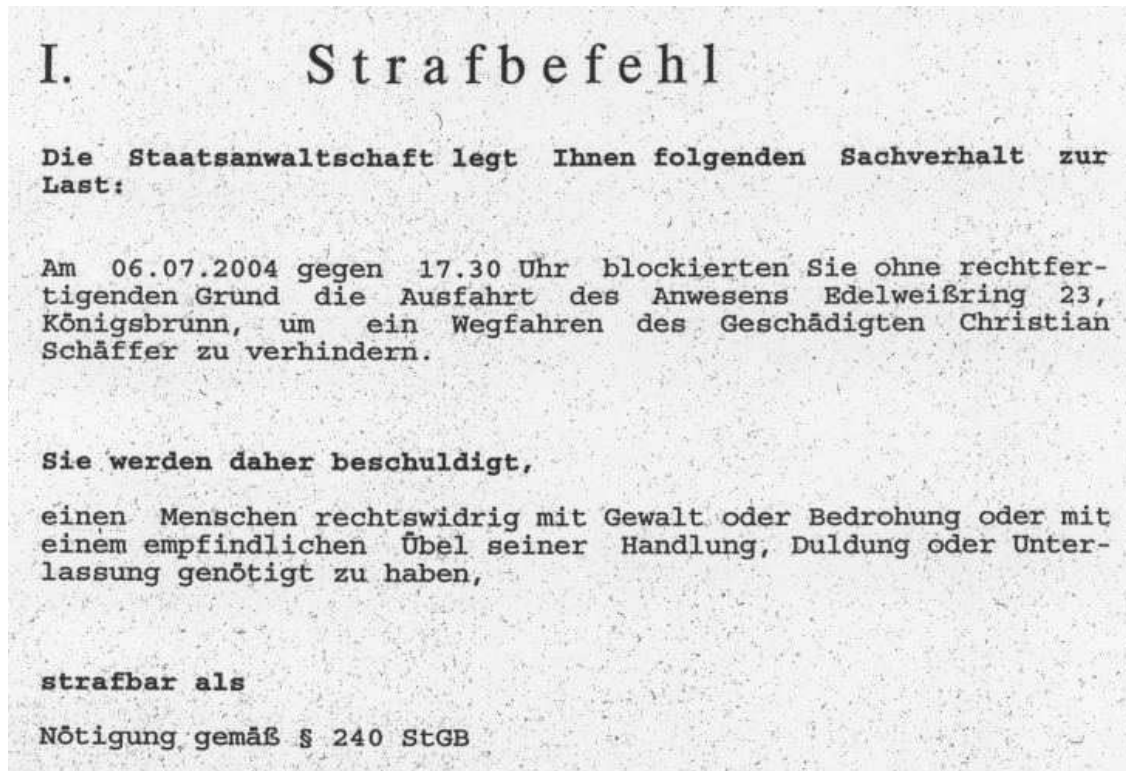 I. Strafbefehl
Die Staatsanwaltschaft legt Ihnen folgenden Sachverhalt zur
Last:
Am 06.07.2004 gegen 17.30 Uhr blockierten Sie ohne rechtfer-
tigenden Grund die Ausfahrt des Anwesens Edelweißring 23,
Königsbrunn, um ein Wegfahren des Geschädigten Christian
Schäffer zu verhindern.
Sie werden daher beschuldigt,
einen Menschen rechtswidrig mit Gewalt oder Bedrohung oder mit
einem empfindlichen Übel seiner Handlung, Duldung oder Unter-
lassung genötigt zu haben,
strafbar als
Nötigung gemäß § 240 StGB